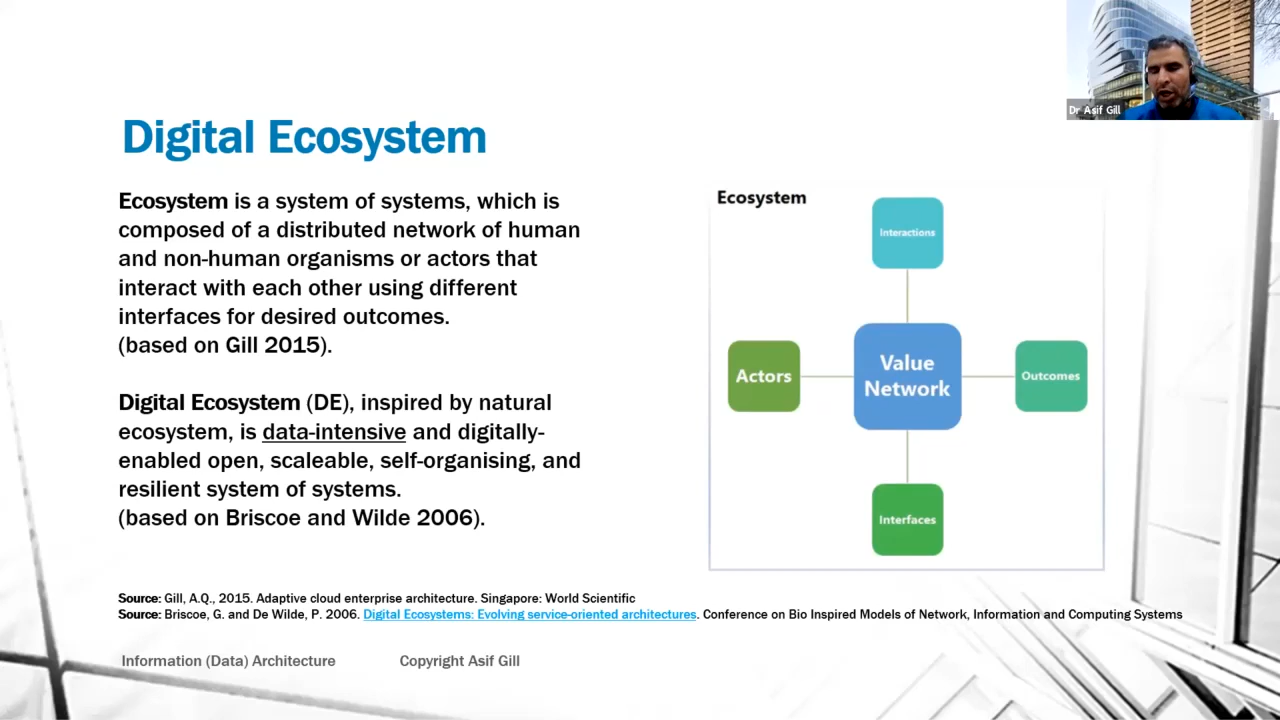 Dr Asif Gill
Digital Ecosystem
Ecosystem is a system of systems, which is
composed of a distributed network of human
and non-human organisms or actors that
interact with each other using different
interfaces for desired outcomes.
(based on Gill 2015).
Digital Ecosystem (DE), inspired by natural
ecosystem, is data-intensive and digitally-
enabled open, scaleable, self-organising, and
resilient system of systems.
(based on Briscoe and Wilde 2006).
Ecosystem
Interactions
Actors
Value
Network
Outcomes
Interfaces
Source: Gill, A.Q., 2015. Adaptive cloud enterprise architecture. Singapore: World Scientific
Source: Briscoe, G. and De Wilde, P. 2006. Digital Ecosystems: Evolving service-oriented architectures. Conference on Bio Inspired Models of Network, Information and Computing Systems
Information (Data) Architecture
Copyright Asif Gill